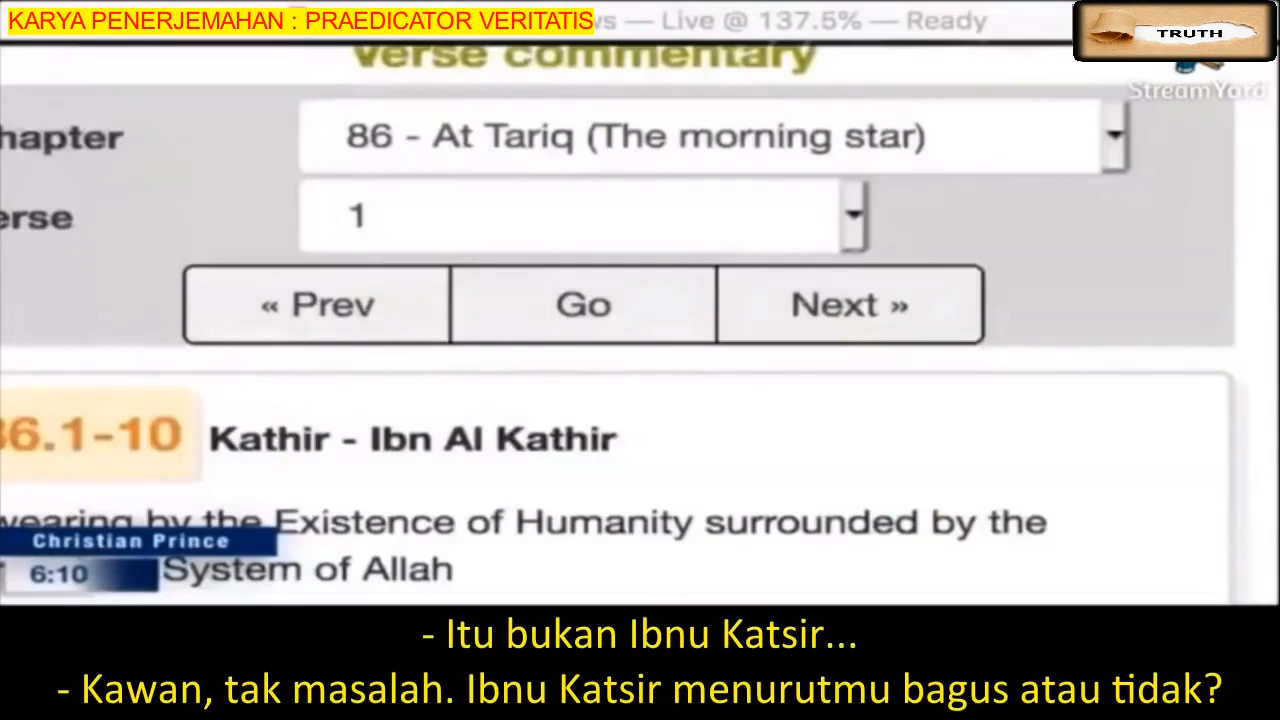 KARYA PENERJEMAHAN : PRAEDICATOR VERITATIS
vs — Live @ 137.5% — Ready
TRUTH
StreamYard
verse commentary
hapter
86 - At Tariq (The morning star)
erse
1
« Prev
Go
Next »
86.1-10
Kathir - Ibn Al Kathir
wearing by the Existence of Humanity surrounded by the
System of Allah
Christian Prince
6:10
- Itu bukan Ibnu Katsir...
- Kawan, tak masalah. Ibnu Katsir menurutmu bagus atau tidak?